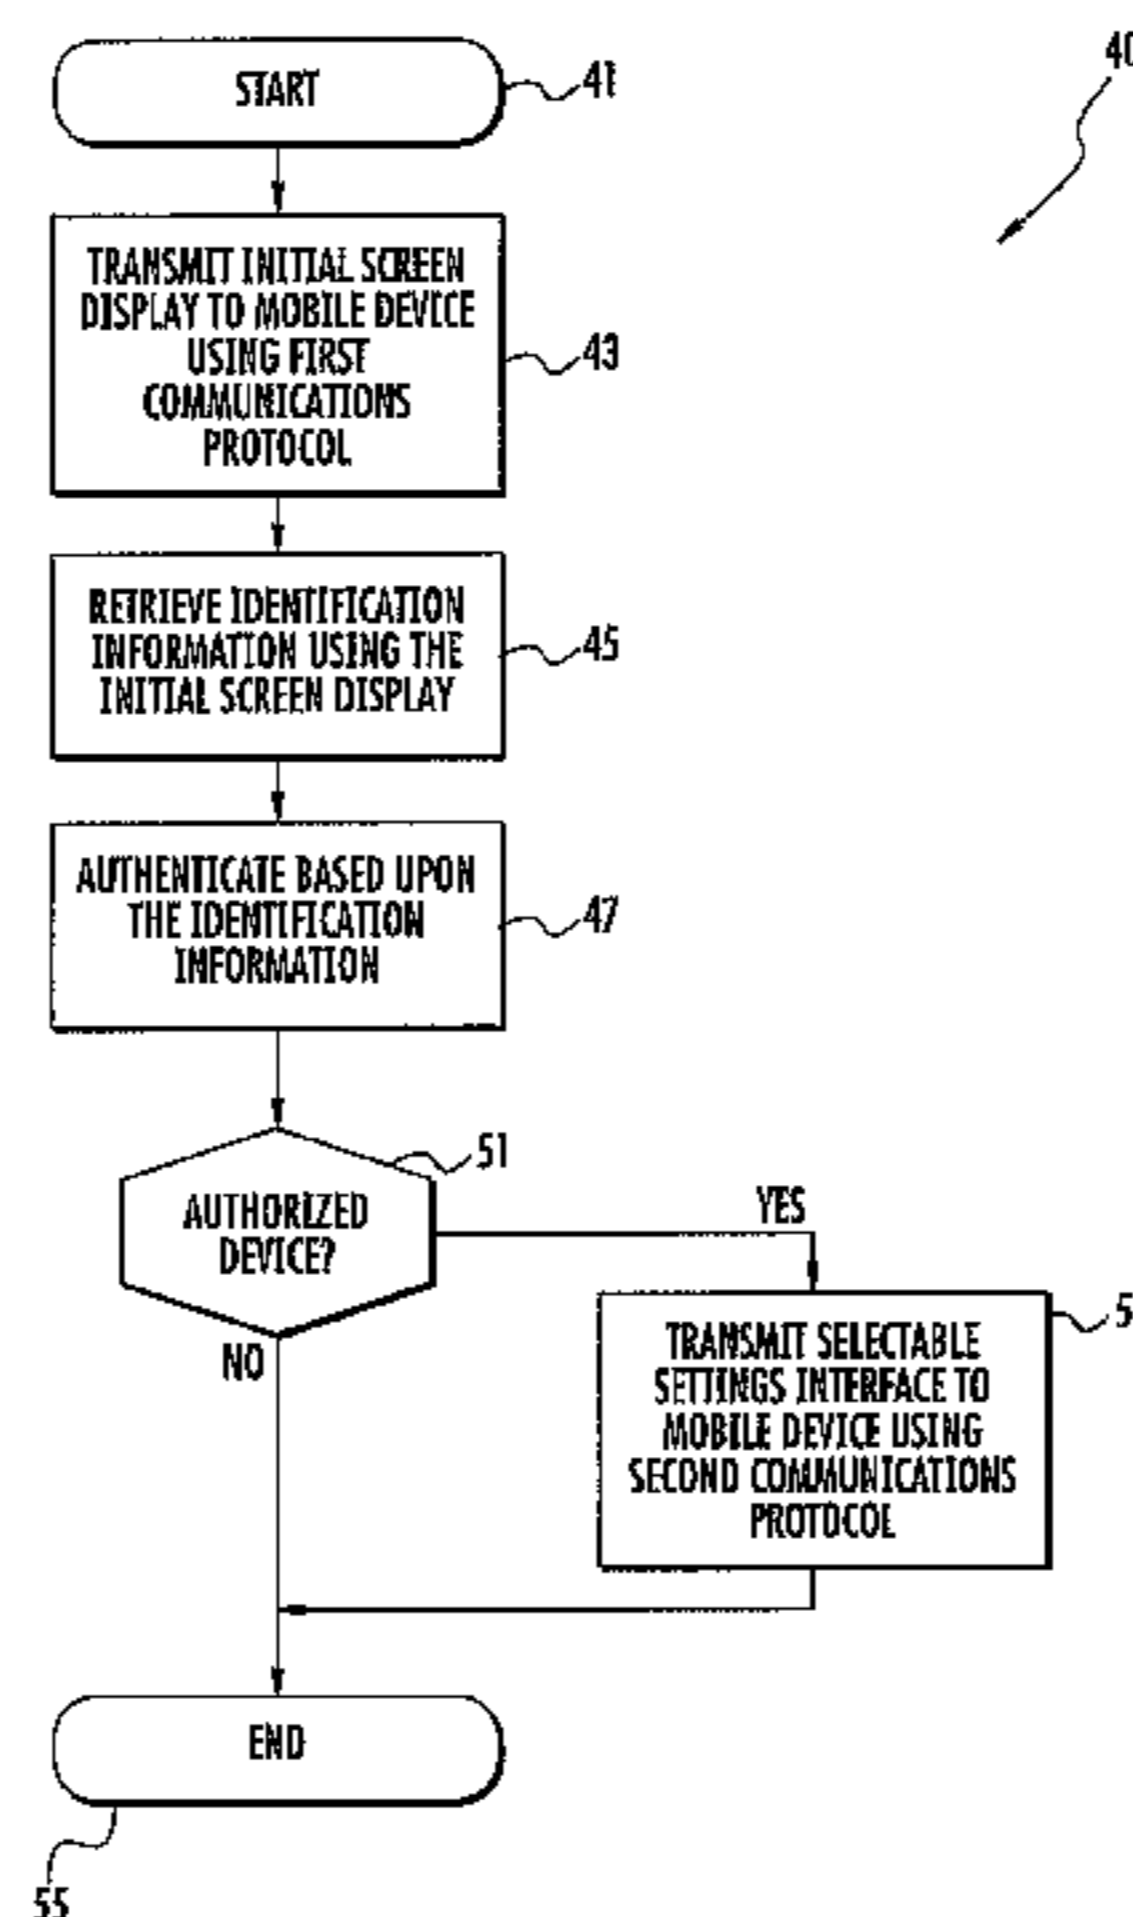 40
START
41
TRANSMIT INITIAL SCREEN
DISPLAY TO MOBILE DEVICE
USING FIRST
COMMUNICATIONS
PROTOCOL
43
RETRIEVE IDENTIFICATION
INFORMATION USING THE
INITIAL SCREEN DISPLAY
45
AUTHENTICATE BASED UPON
THE IDENTIFICATION
INFORMATION
47
51
AUTHORIZED
DEVICE?
YES
NO
TRANSMIT SELECTABLE
SETTINGS INTERFACE TO
MOBILE DEVICE USING
SECOND COMMUNICATIONS
PROTOCOL
END
55